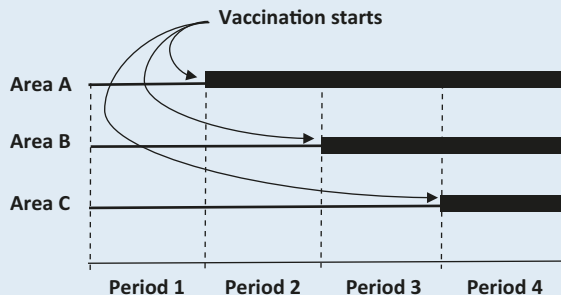 Vaccination starts
Area A
Area B
Area C
Period 1 Period 2 Period 3 Period 4